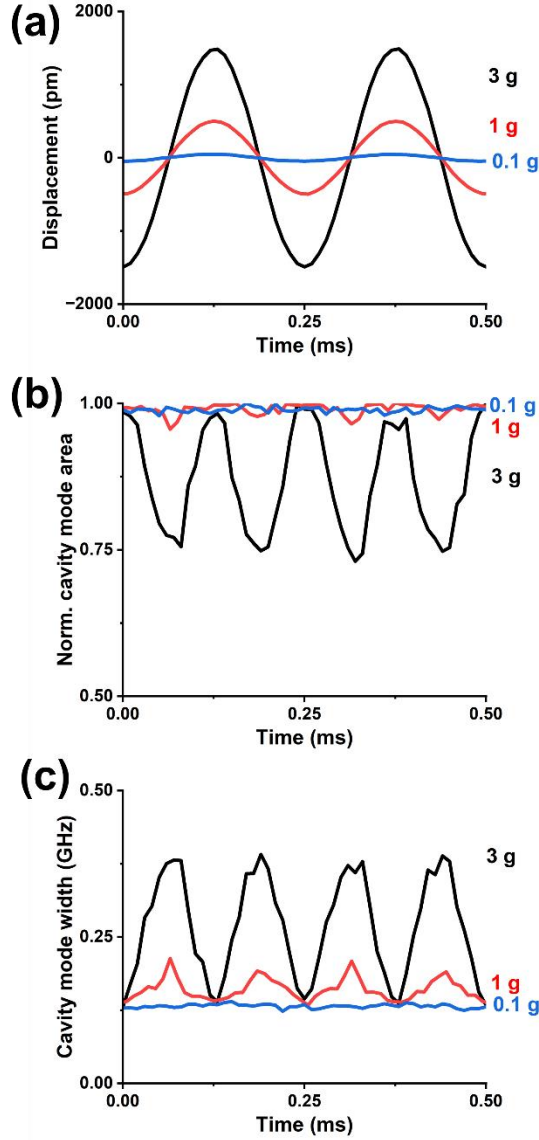 (a)
2000
0
−2000
Displacement (pm)
3 g
1 g
0.1 g
0.00
0.25
0.50
Time (ms)
(b)
1.00
0.75
0.50
Norm. cavity mode area
0.1 g
1 g
3 g
0.00
0.25
0.50
Time (ms)
(c)
0.50
0.25
0.00
Cavity mode width (GHz)
3 g
1 g
0.1 g
0.00
0.25
0.50
Time (ms)